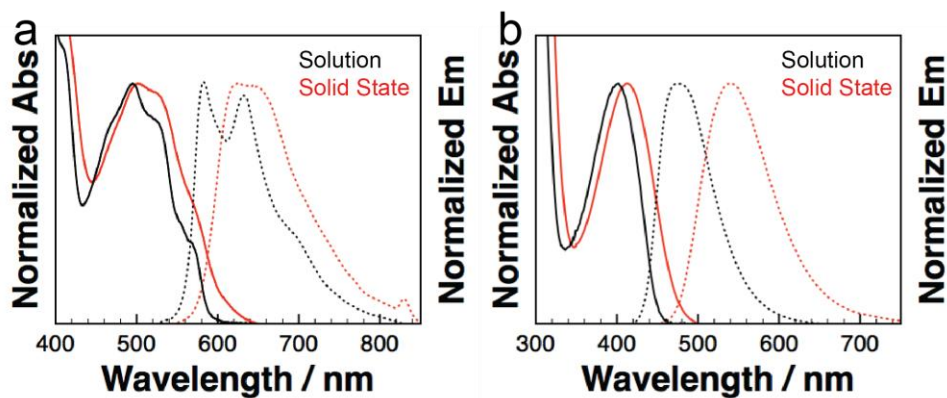 a
Normalized Abs
Solution
Solid State
Normalized Em
400 500 600 700 800
Wavelength / nm
b
Normalized Abs
Solution
Solid State
Normalized Em
300 400 500 600 700
Wavelength / nm